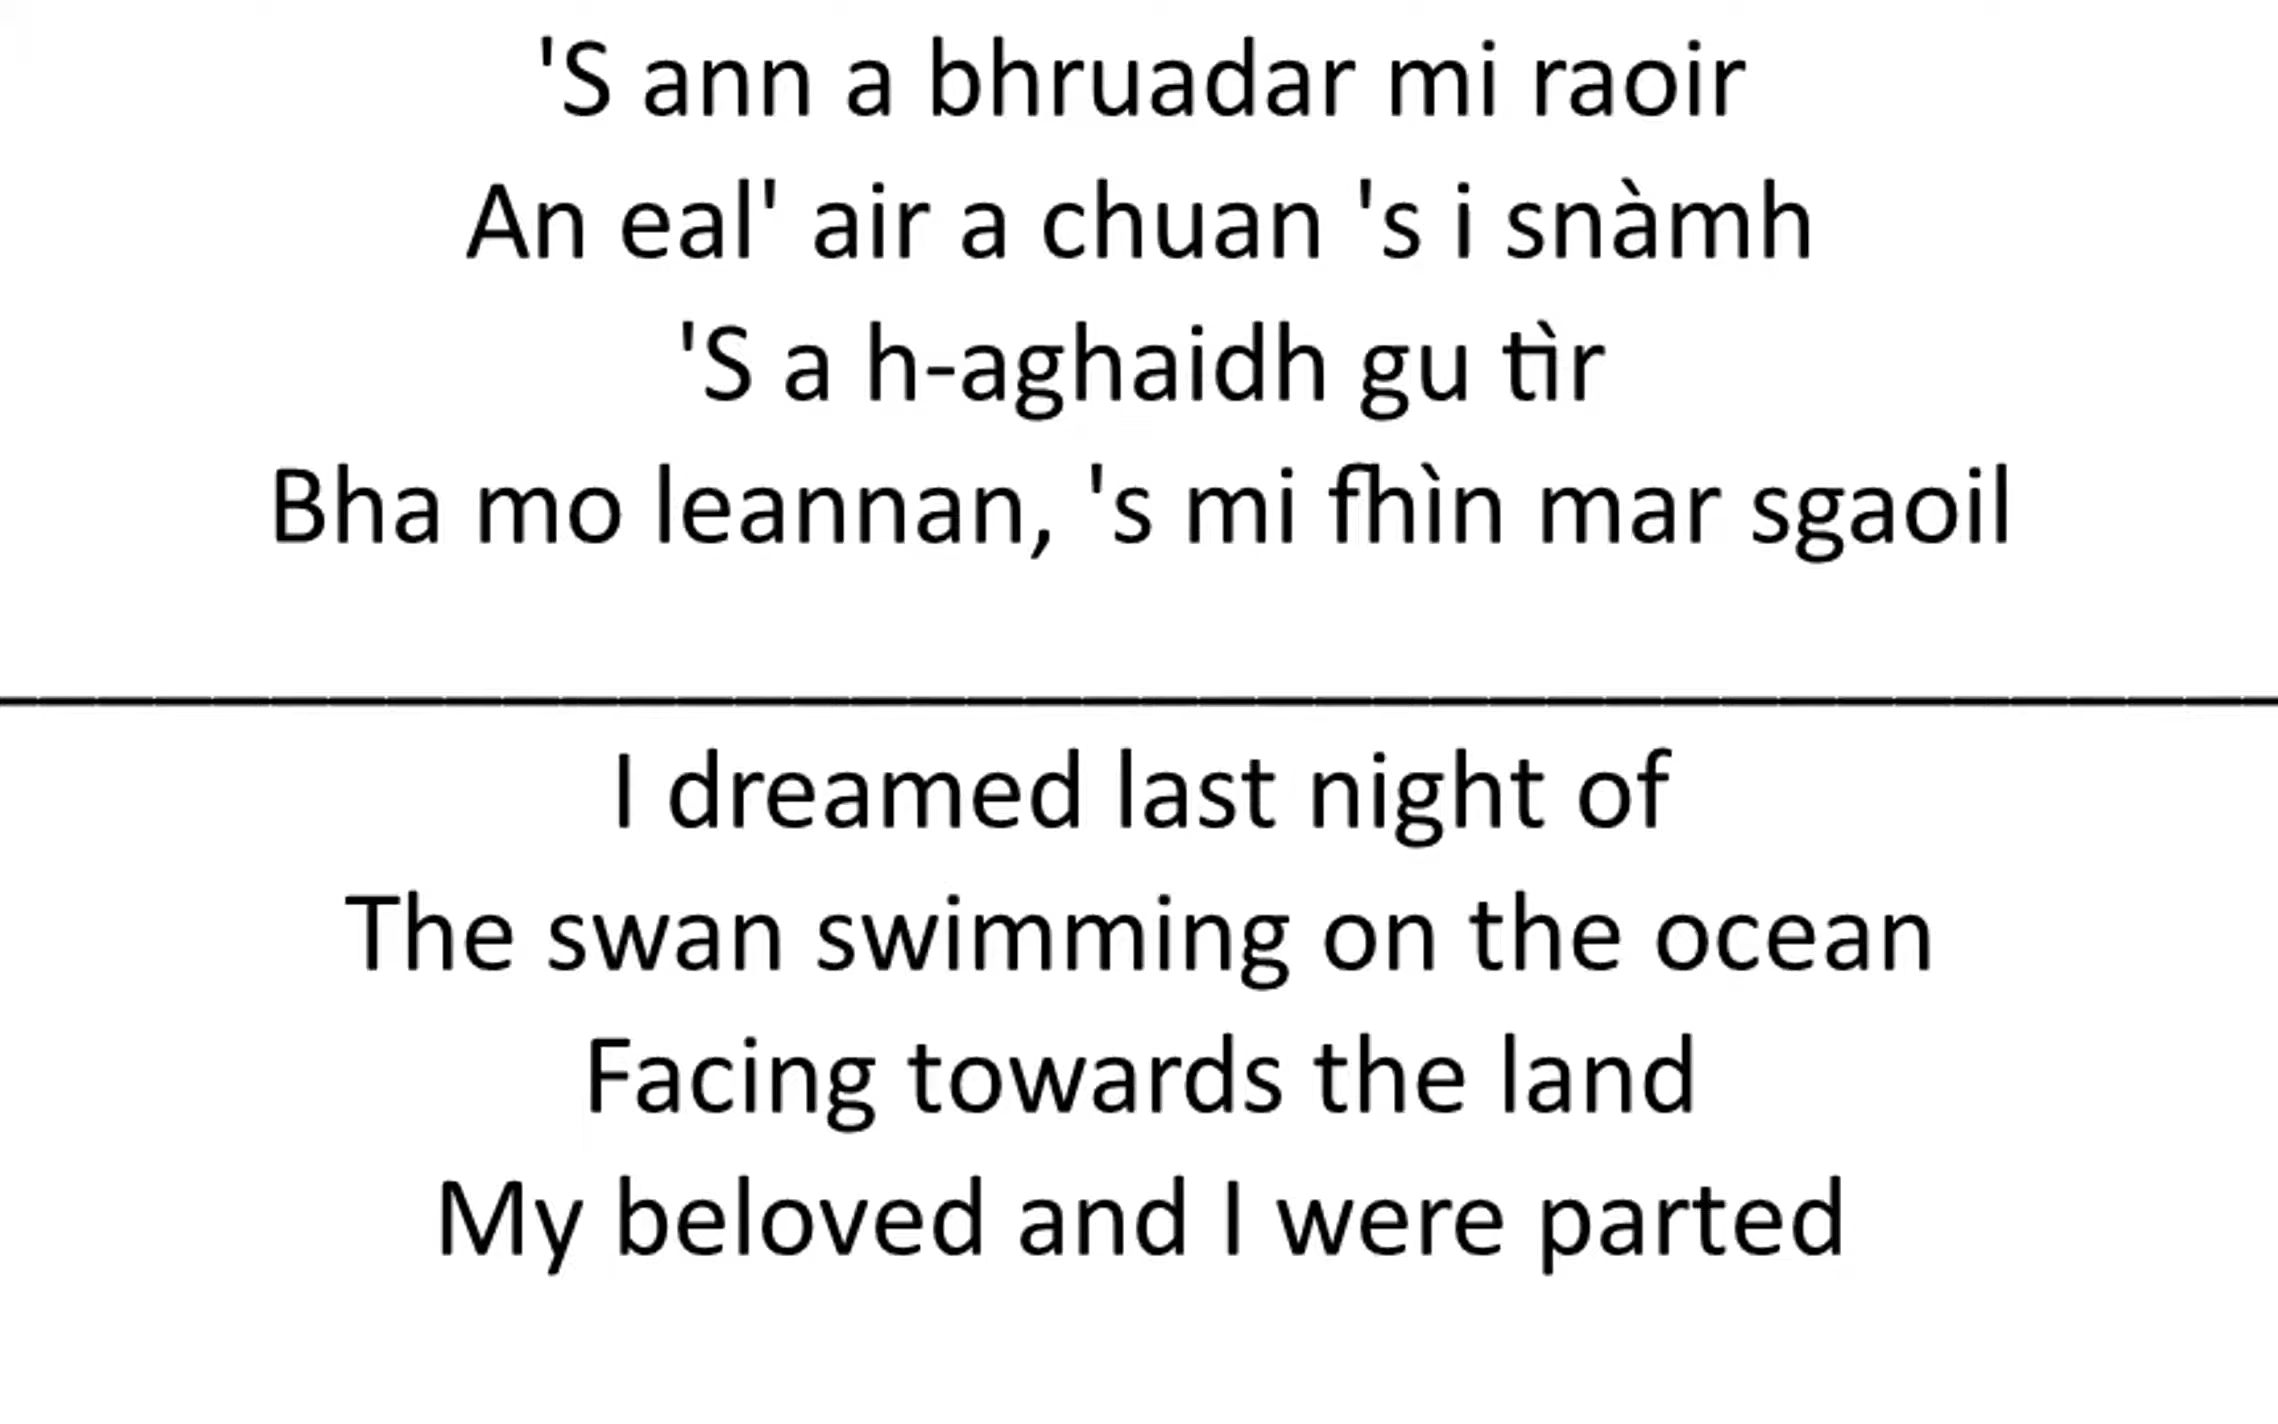 'S ann a bhruadar mi raoir
An eal' air a chuan 's i snàmh
'S a h-aghaidh gu tìr
Bha mo leannan, 's mi fhìn mar sgaoil
I dreamed last night of
The swan swimming on the ocean
Facing towards the land
My beloved and I were parted